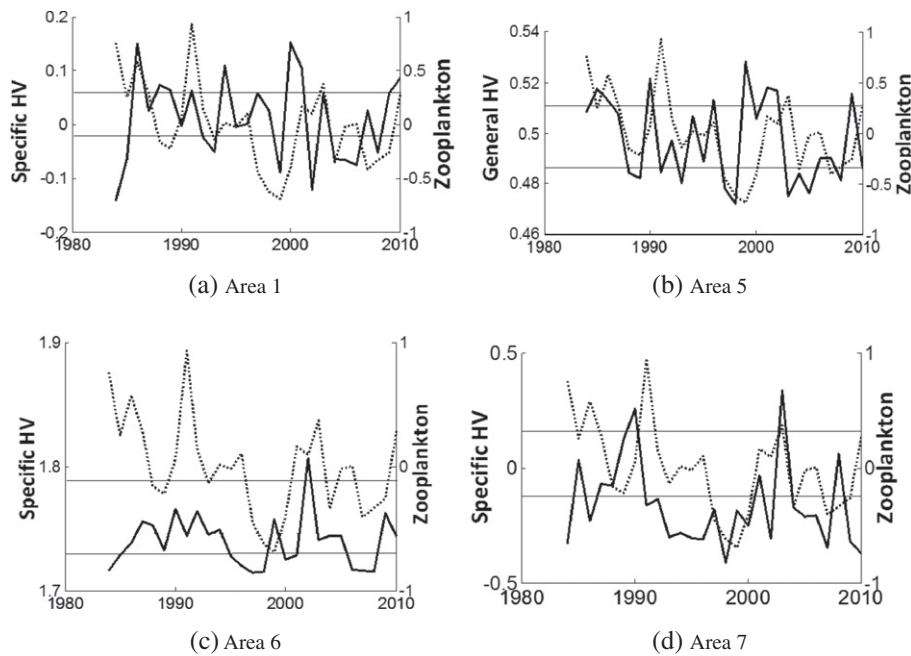 0.2
0.1
0
-0.1
-0.2
1
0.5
0
-0.5
-1
Specific HV
Zooplankton
1980 1990 2000 2010
(a) Area 1
0.54
0.52
0.5
0.48
0.46
1
0.5
0
-0.5
-1
General HV
Zooplankton
1980 1990 2000 2010
(b) Area 5
1.9
1.8
1.7
1
0
-1
Specific HV
Zooplankton
1980 1990 2000 2010
(c) Area 6
0.5
0
-0.5
1
0
-1
Specific HV
Zooplankton
1980 1990 2000 2010
(d) Area 7